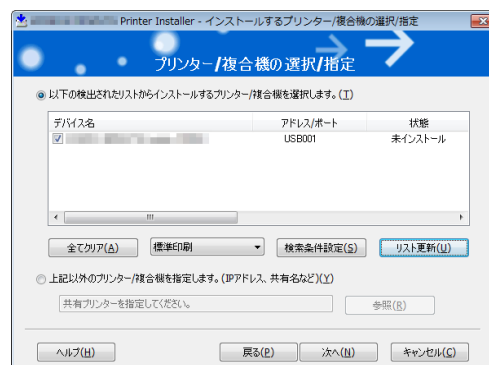 Printer Installer - インストールするプリンター/複合機の選択/指定
プリンター/複合機の選択/指定
以下の検出されたリストからインストールするプリンター/複合機を選択します。(T)
デバイス名 アドレス/ポート 状態
USB001 未インストール
全てクリア(A) 標準印刷 検索条件設定(S) リスト更新(U)
上記以外のプリンター/複合機を指定します。(IPアドレス、共有名など)(Y)
共有プリンターを指定してください。 参照(R)
ヘルプ(H) 戻る(P) 次へ(N) キャンセル(C)